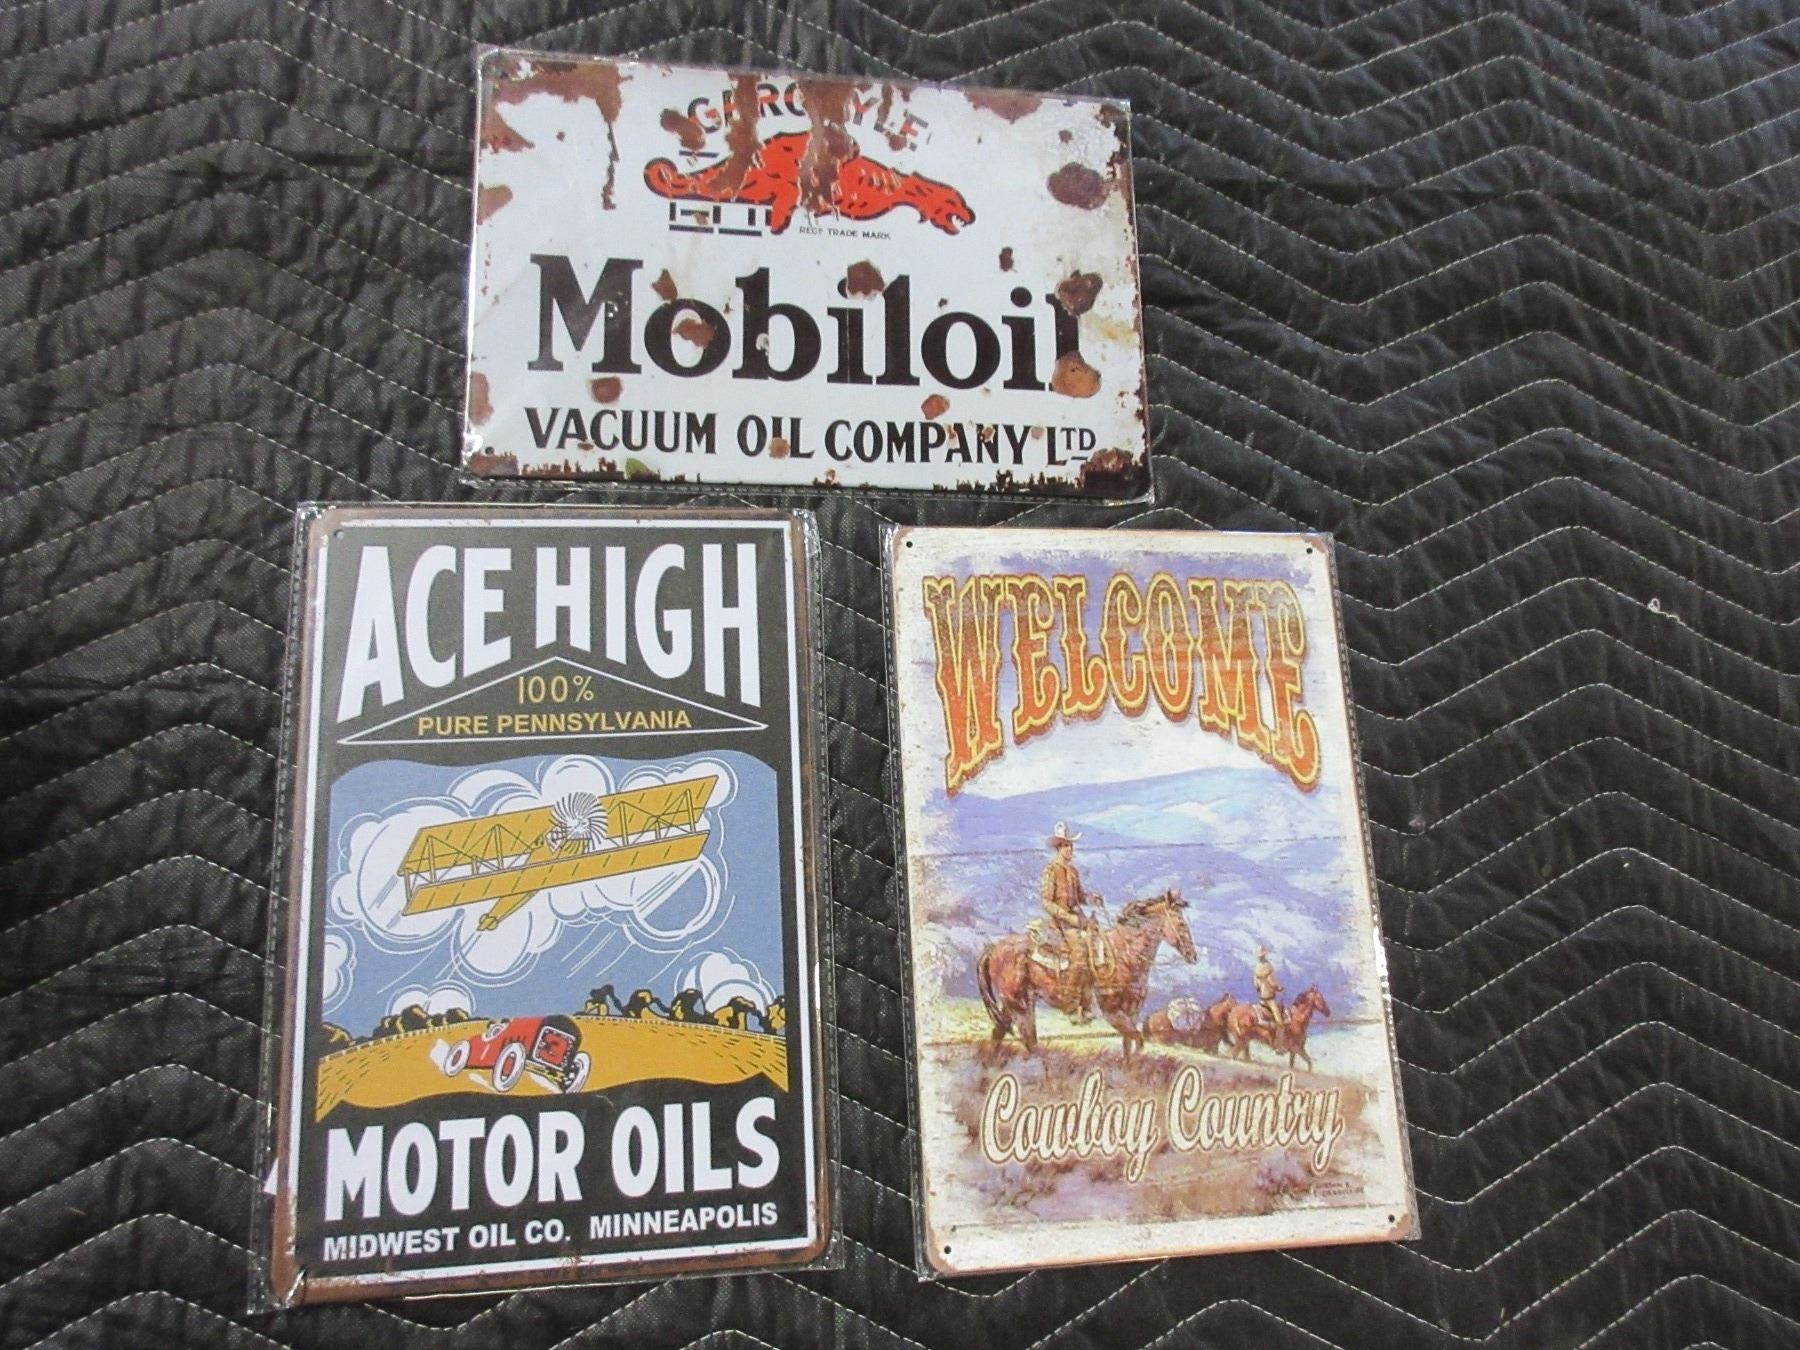 GARGOYLE
REGD TRADE MARK
Mobiloil
VACUUM OIL COMPANY LTD
ACE HIGH
100%
PURE PENNSYLVANIA
3
MOTOR OILS
MIDWEST OIL CO. MINNEAPOLIS
WELCOME
Cowboy Country